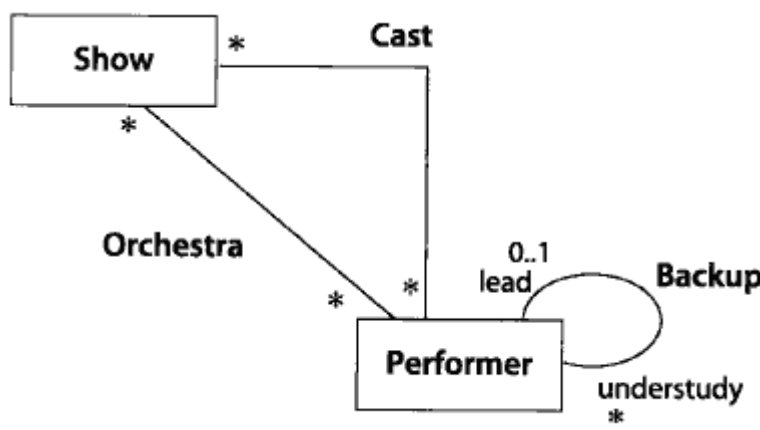 Show
*
Cast
*
Orchestra
*
*
0..1
lead
Backup
Performer
understudy
*